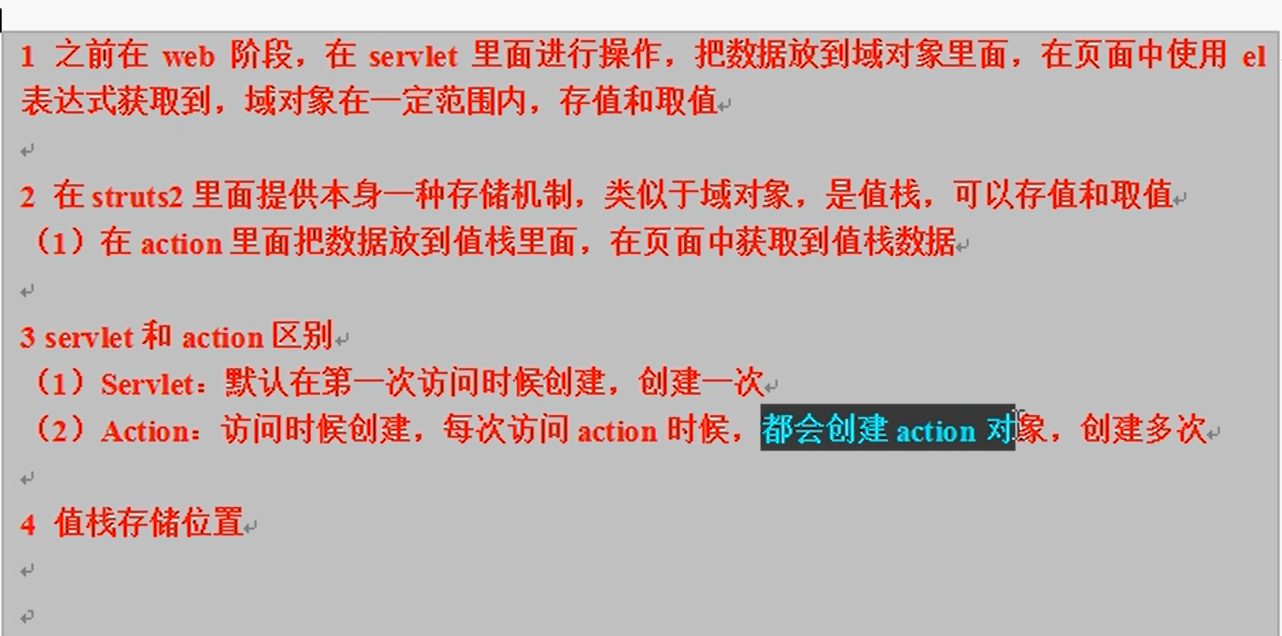 1 之前在 web 阶段，在 servlet 里面进行操作，把数据放到域对象里面，在页面中使用 el
表达式获取到，域对象在一定范围内，存值和取值
2 在 struts2 里面提供本身一种存储机制，类似于域对象，是值栈，可以存值和取值
（1）在 action 里面把数据放到值栈里面，在页面中获取到值栈数据
3 servlet 和 action 区别
（1）Servlet：默认在第一次访问时候创建，创建一次
（2）Action：访问时候创建，每次访问 action 时候，都会创建 action 对象，创建多次
4 值栈存储位置